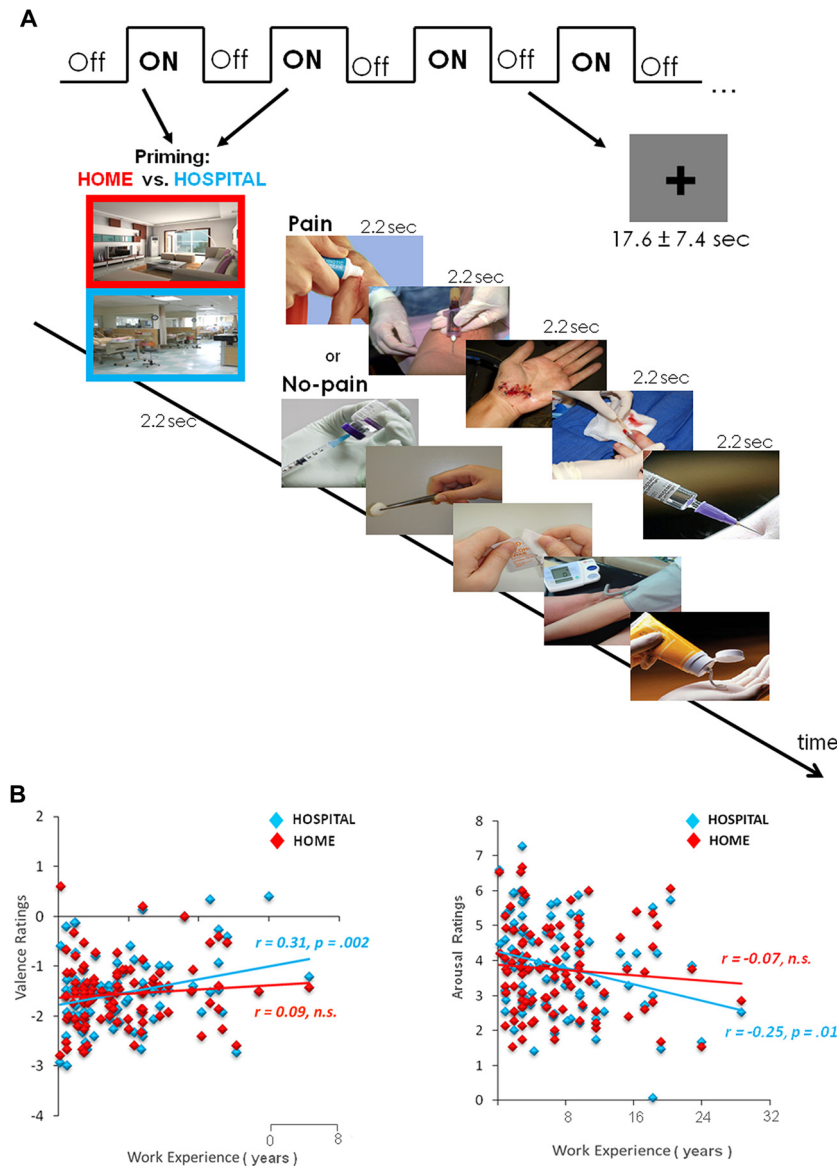 A
Off ON Off ON Off ON Off ON Off ...
Priming:
HOME vs. HOSPITAL
17.6 ± 7.4 sec
2.2 sec
Pain
2.2 sec
2.2 sec
2.2 sec
2.2 sec
2.2 sec
or
No-pain
time
B
Valence Ratings
2
1
0
-1
-2
-3
-4
HOSPITAL
HOME
r = 0.31, p = .002
r = 0.09, n.s.
0 8
Work Experience ( years )
Arousal Ratings
8
7
6
5
4
3
2
1
0
HOSPITAL
HOME
r = -0.07, n.s.
r = -0.25, p = .01
8 16 24 32
Work Experience ( years )